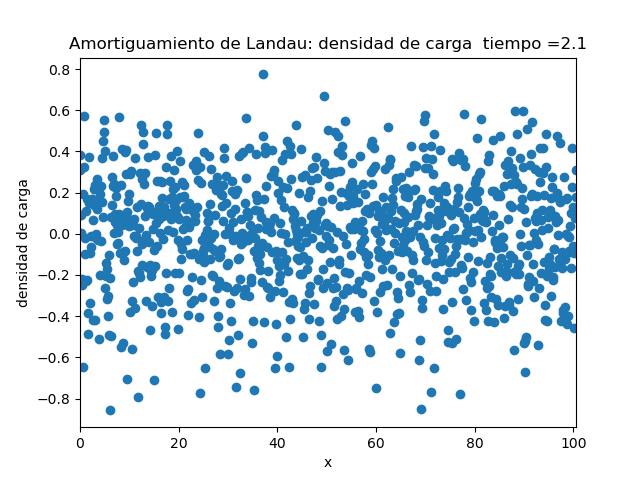 Amortiguamiento de Landau: densidad de carga  tiempo =2.1
0.8
0.6
0.4
0.2
0.0
−0.2
−0.4
−0.6
−0.8
densidad de carga
0 20 40 60 80 100
x